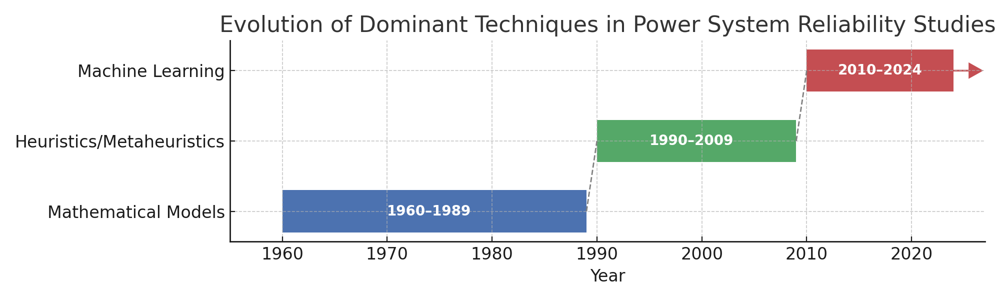 Evolution of Dominant Techniques in Power System Reliability Studies
Machine Learning
2010–2024
Heuristics/Metaheuristics
1990–2009
Mathematical Models
1960–1989
1960 1970 1980 1990 2000 2010 2020
Year